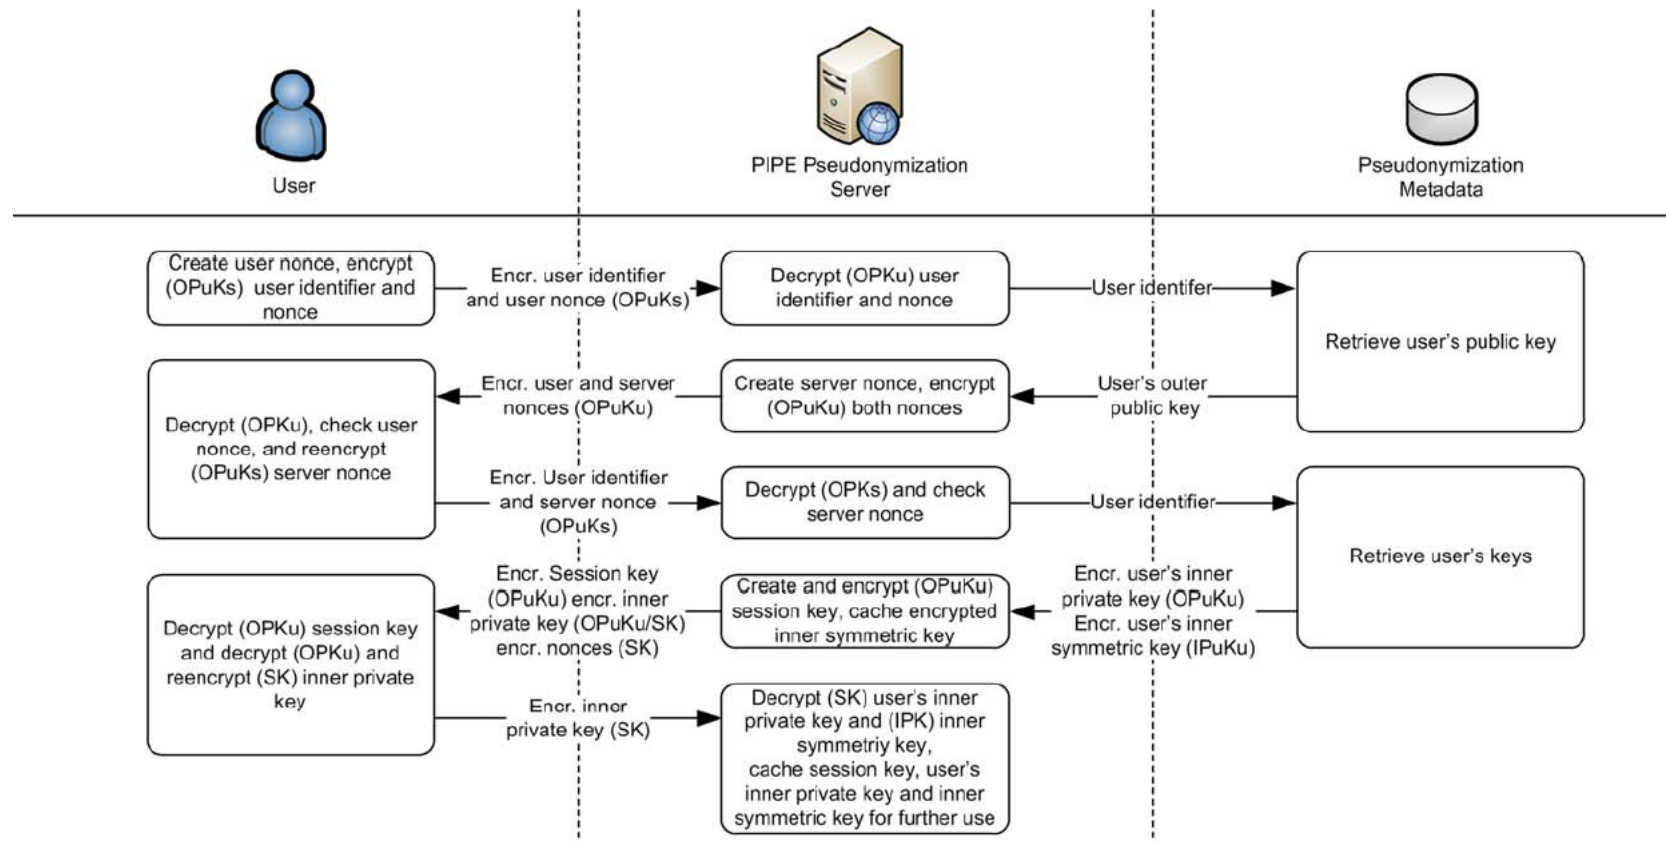 User
PIPE Pseudonymization
Server
Pseudonymization
Metadata
Create user nonce, encrypt
(OPuKs) user identifier and
nonce
Encr. user identifier
and user nonce (OPuKs)
Decrypt (OPKu) user
identifier and nonce
User identifer
Retrieve user's public key
User's outer
public key
Create server nonce, encrypt
(OPuKu) both nonces
Encr. user and server
nonces (OPuKu)
Decrypt (OPKu), check user
nonce, and reencrypt
(OPuKs) server nonce
Encr. User identifier
and server nonce
(OPuKs)
Decrypt (OPKs) and check
server nonce
User identifier
Retrieve user's keys
Encr. user's inner
private key (OPuKu)
Encr. user's inner
symmetric key (IPuKu)
Create and encrypt (OPuKu)
session key, cache encrypted
inner symmetric key
Encr. Session key
(OPuKu) encr. inner
private key (OPuKu/SK)
encr. nonces (SK)
Decrypt (OPKu) session key
and decrypt (OPKu) and
reencrypt (SK) inner private
key
Encr. inner
private key (SK)
Decrypt (SK) user's inner
private key and (IPK) inner
symmetriy key,
cache session key, user's
inner private key and inner
symmetric key for further use